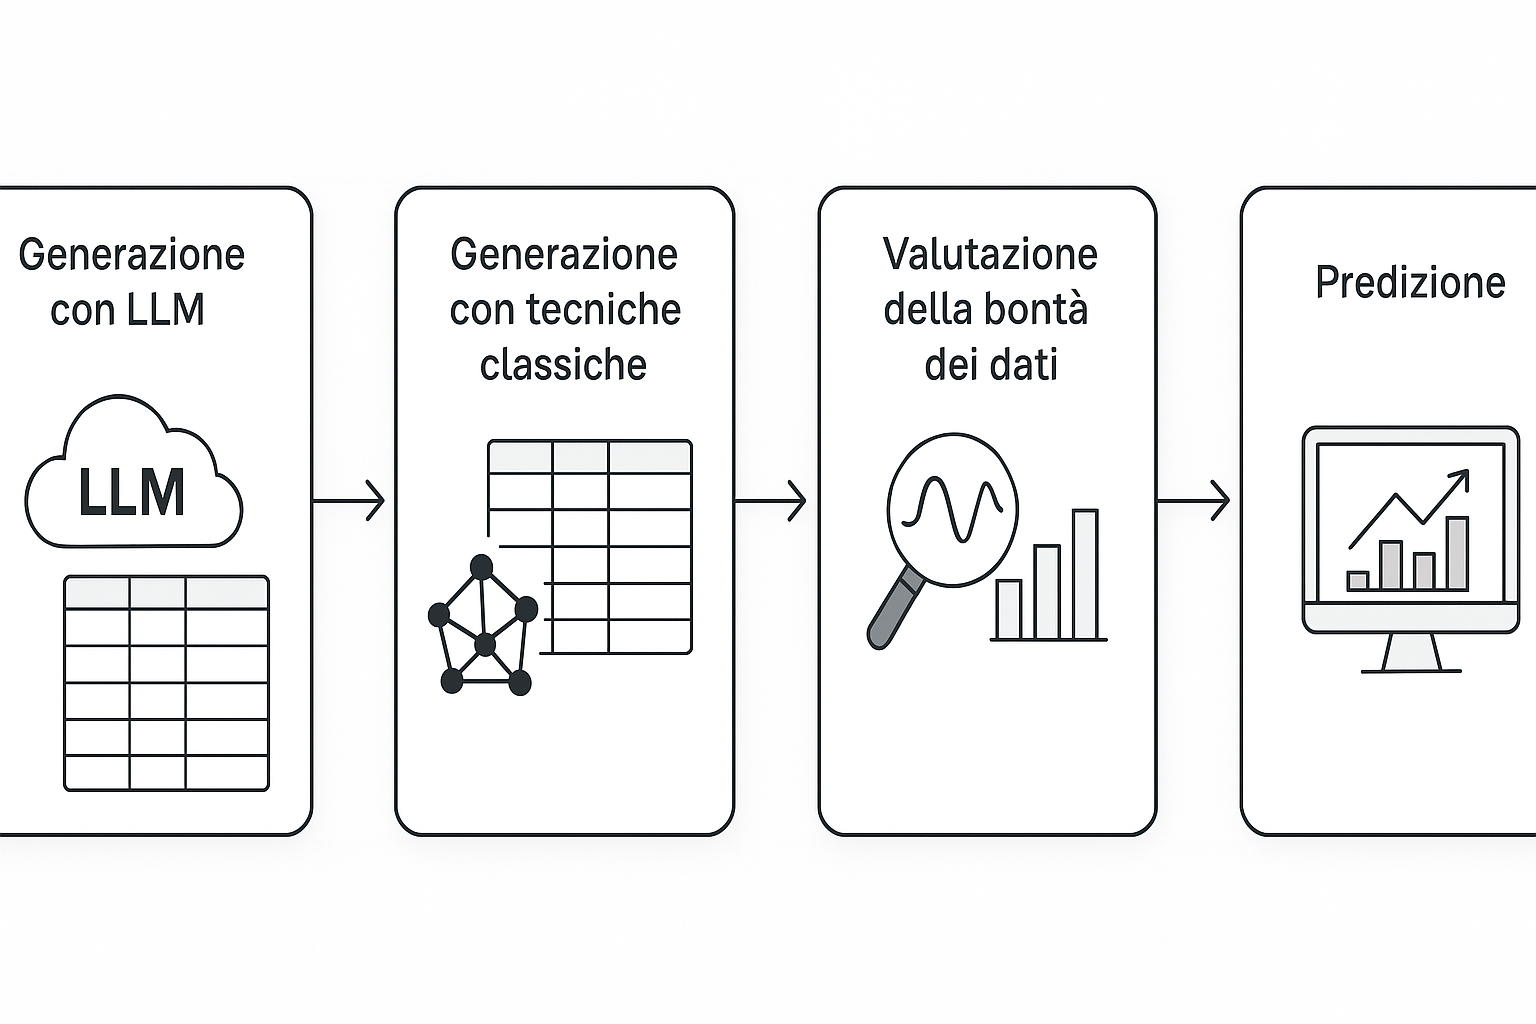 Generazione
con LLM
LLM
Generazione
con tecniche
classiche
Valutazione
della bontà
dei dati
Predizione